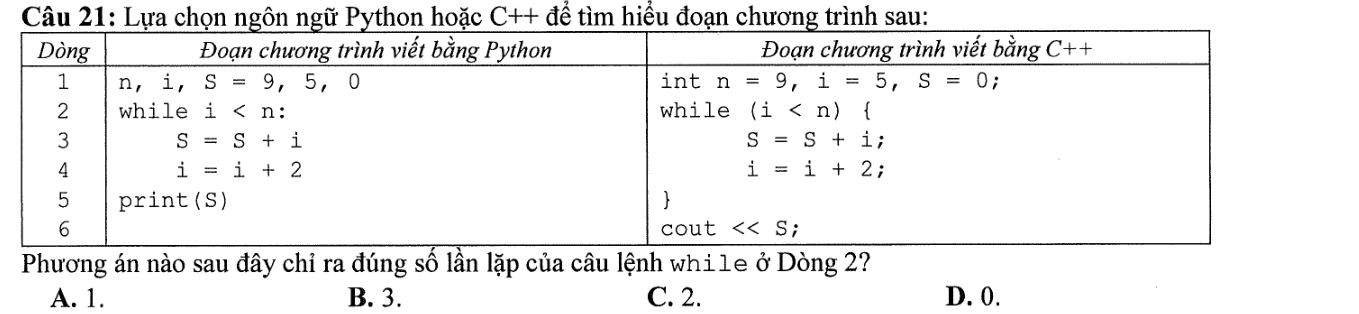 Câu 21: Lựa chọn ngôn ngữ Python hoặc C++ để tìm hiểu đoạn chương trình sau:
Dòng Đoạn chương trình viết bằng Python Đoạn chương trình viết bằng C++
1 n, i, S = 9, 5, 0 int n = 9, i = 5, S = 0;
2 while i < n: while (i < n) {
3 S = S + i S = S + i;
4 i = i + 2 i = i + 2;
5 print(S) }
6 cout << S;
Phương án nào sau đây chỉ ra đúng số lần lặp của câu lệnh while ở Dòng 2?
A. 1. B. 3. C. 2. D. 0.